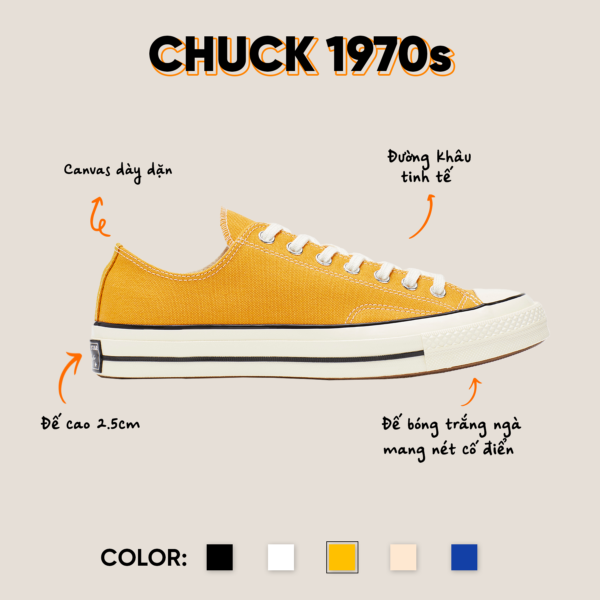 CHUCK 1970s
Canvas dày dặn
Đường khâu
tinh tế
Đế cao 2.5cm
Đế bóng trắng ngà
mang nét cổ điển
COLOR: